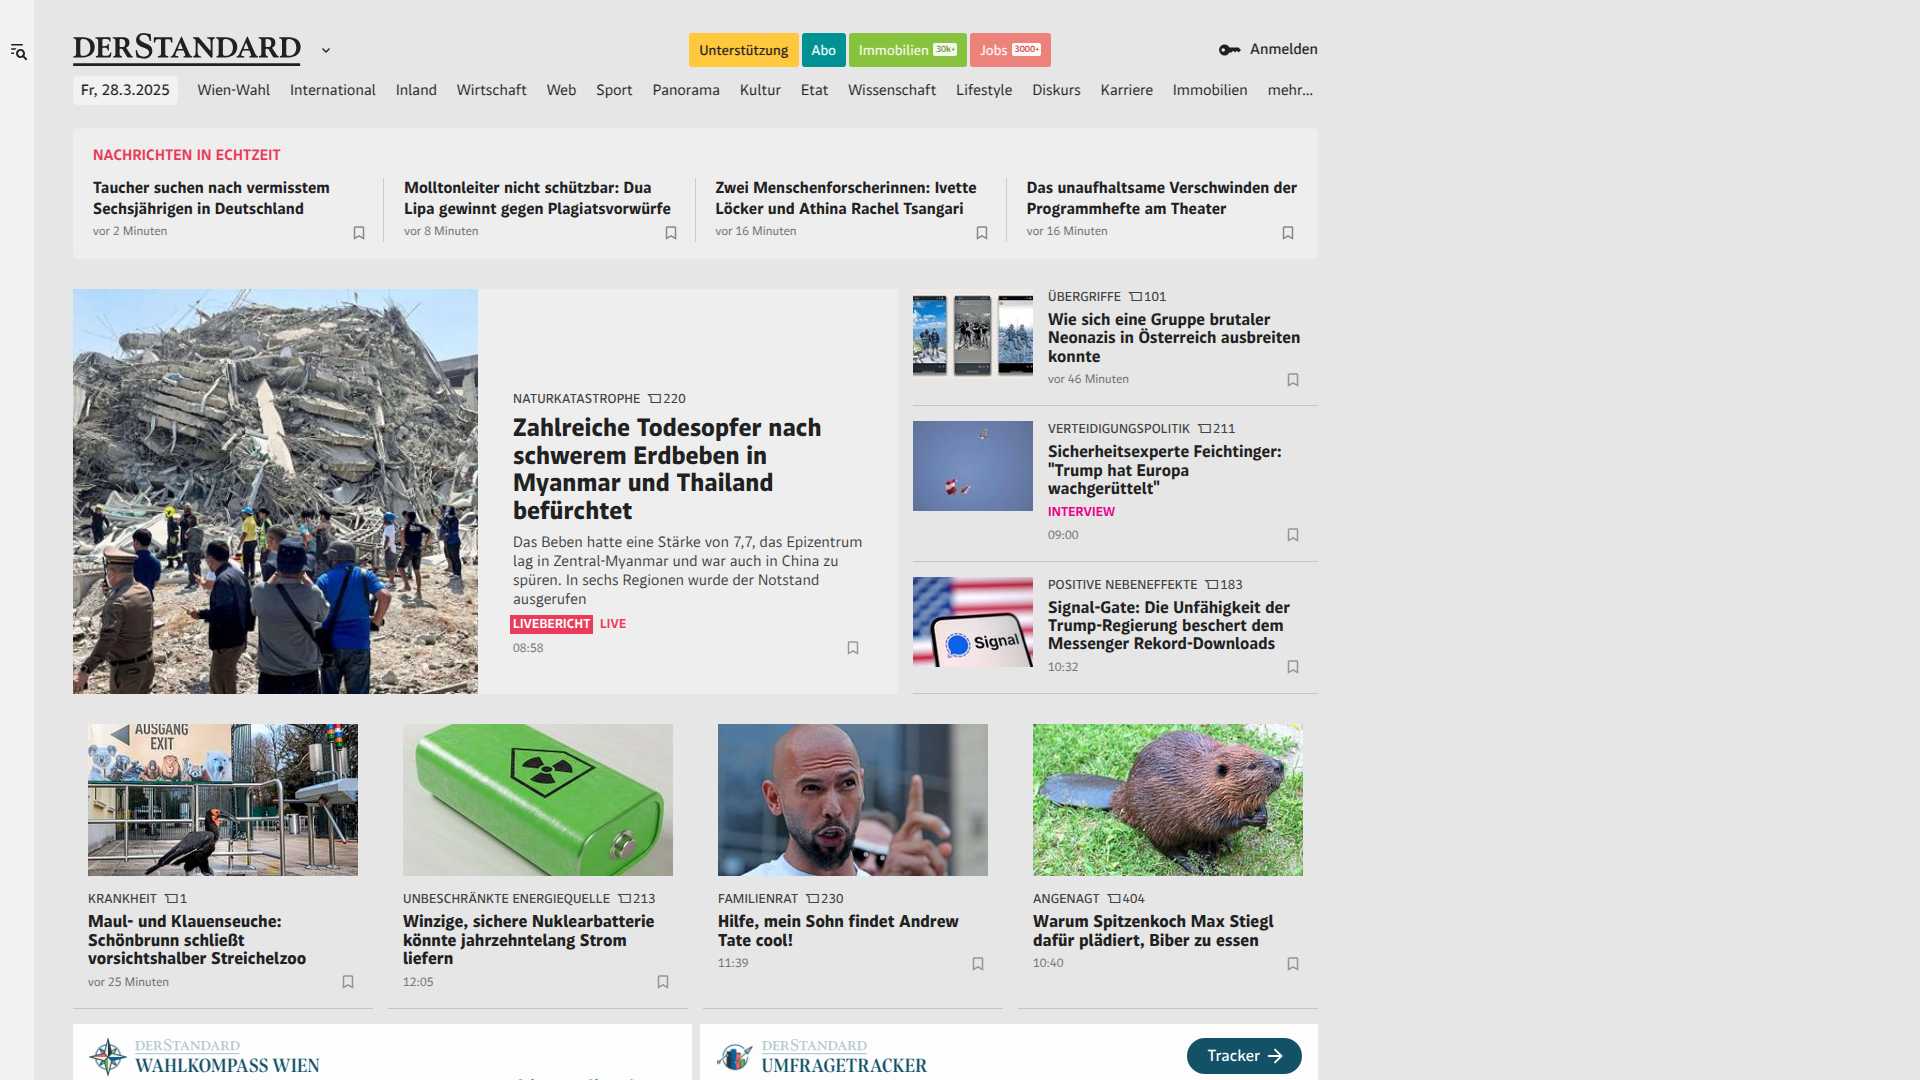 DERSTANDARD
Unterstützung
Abo
Immobilien 30k+
Jobs 3000+
Anmelden
Fr, 28.3.2025
Wien-Wahl
International
Inland
Wirtschaft
Web
Sport
Panorama
Kultur
Etat
Wissenschaft
Lifestyle
Diskurs
Karriere
Immobilien
mehr...
NACHRICHTEN IN ECHTZEIT
Taucher suchen nach vermisstem
Sechsjährigen in Deutschland
vor 2 Minuten
Molltonleiter nicht schützbar: Dua
Lipa gewinnt gegen Plagiatsvorwürfe
vor 8 Minuten
Zwei Menschenforscherinnen: Ivette
Löcker und Athina Rachel Tsangari
vor 16 Minuten
Das unaufhaltsame Verschwinden der
Programmhefte am Theater
vor 16 Minuten
NATURKATASTROPHE 220
Zahlreiche Todesopfer nach
schwerem Erdbeben in
Myanmar und Thailand
befürchtet
Das Beben hatte eine Stärke von 7,7, das Epizentrum
lag in Zentral-Myanmar und war auch in China zu
spüren. In sechs Regionen wurde der Notstand
ausgerufen
LIVEBERICHT LIVE
08:58
ÜBERGRIFFE 101
Wie sich eine Gruppe brutaler
Neonazis in Österreich ausbreiten
konnte
vor 46 Minuten
VERTEIDIGUNGSPOLITIK 211
Sicherheitsexperte Feichtinger:
"Trump hat Europa
wachgerüttelt"
INTERVIEW
09:00
Signal
POSITIVE NEBENEFFEKTE 183
Signal-Gate: Die Unfähigkeit der
Trump-Regierung beschert dem
Messenger Rekord-Downloads
10:32
AUSGANG
EXIT
KRANKHEIT 1
Maul- und Klauenseuche:
Schönbrunn schließt
vorsichtshalber Streichelzoo
vor 25 Minuten
UNBESCHRÄNKTE ENERGIEQUELLE 213
Winzige, sichere Nuklearbatterie
könnte jahrzehntelang Strom
liefern
12:05
FAMILIENRAT 230
Hilfe, mein Sohn findet Andrew
Tate cool!
11:39
ANGENAGT 404
Warum Spitzenkoch Max Stiegl
dafür plädiert, Biber zu essen
10:40
DERSTANDARD
WAHLKOMPASS WIEN
DERSTANDARD
UMFRAGETRACKER
Tracker